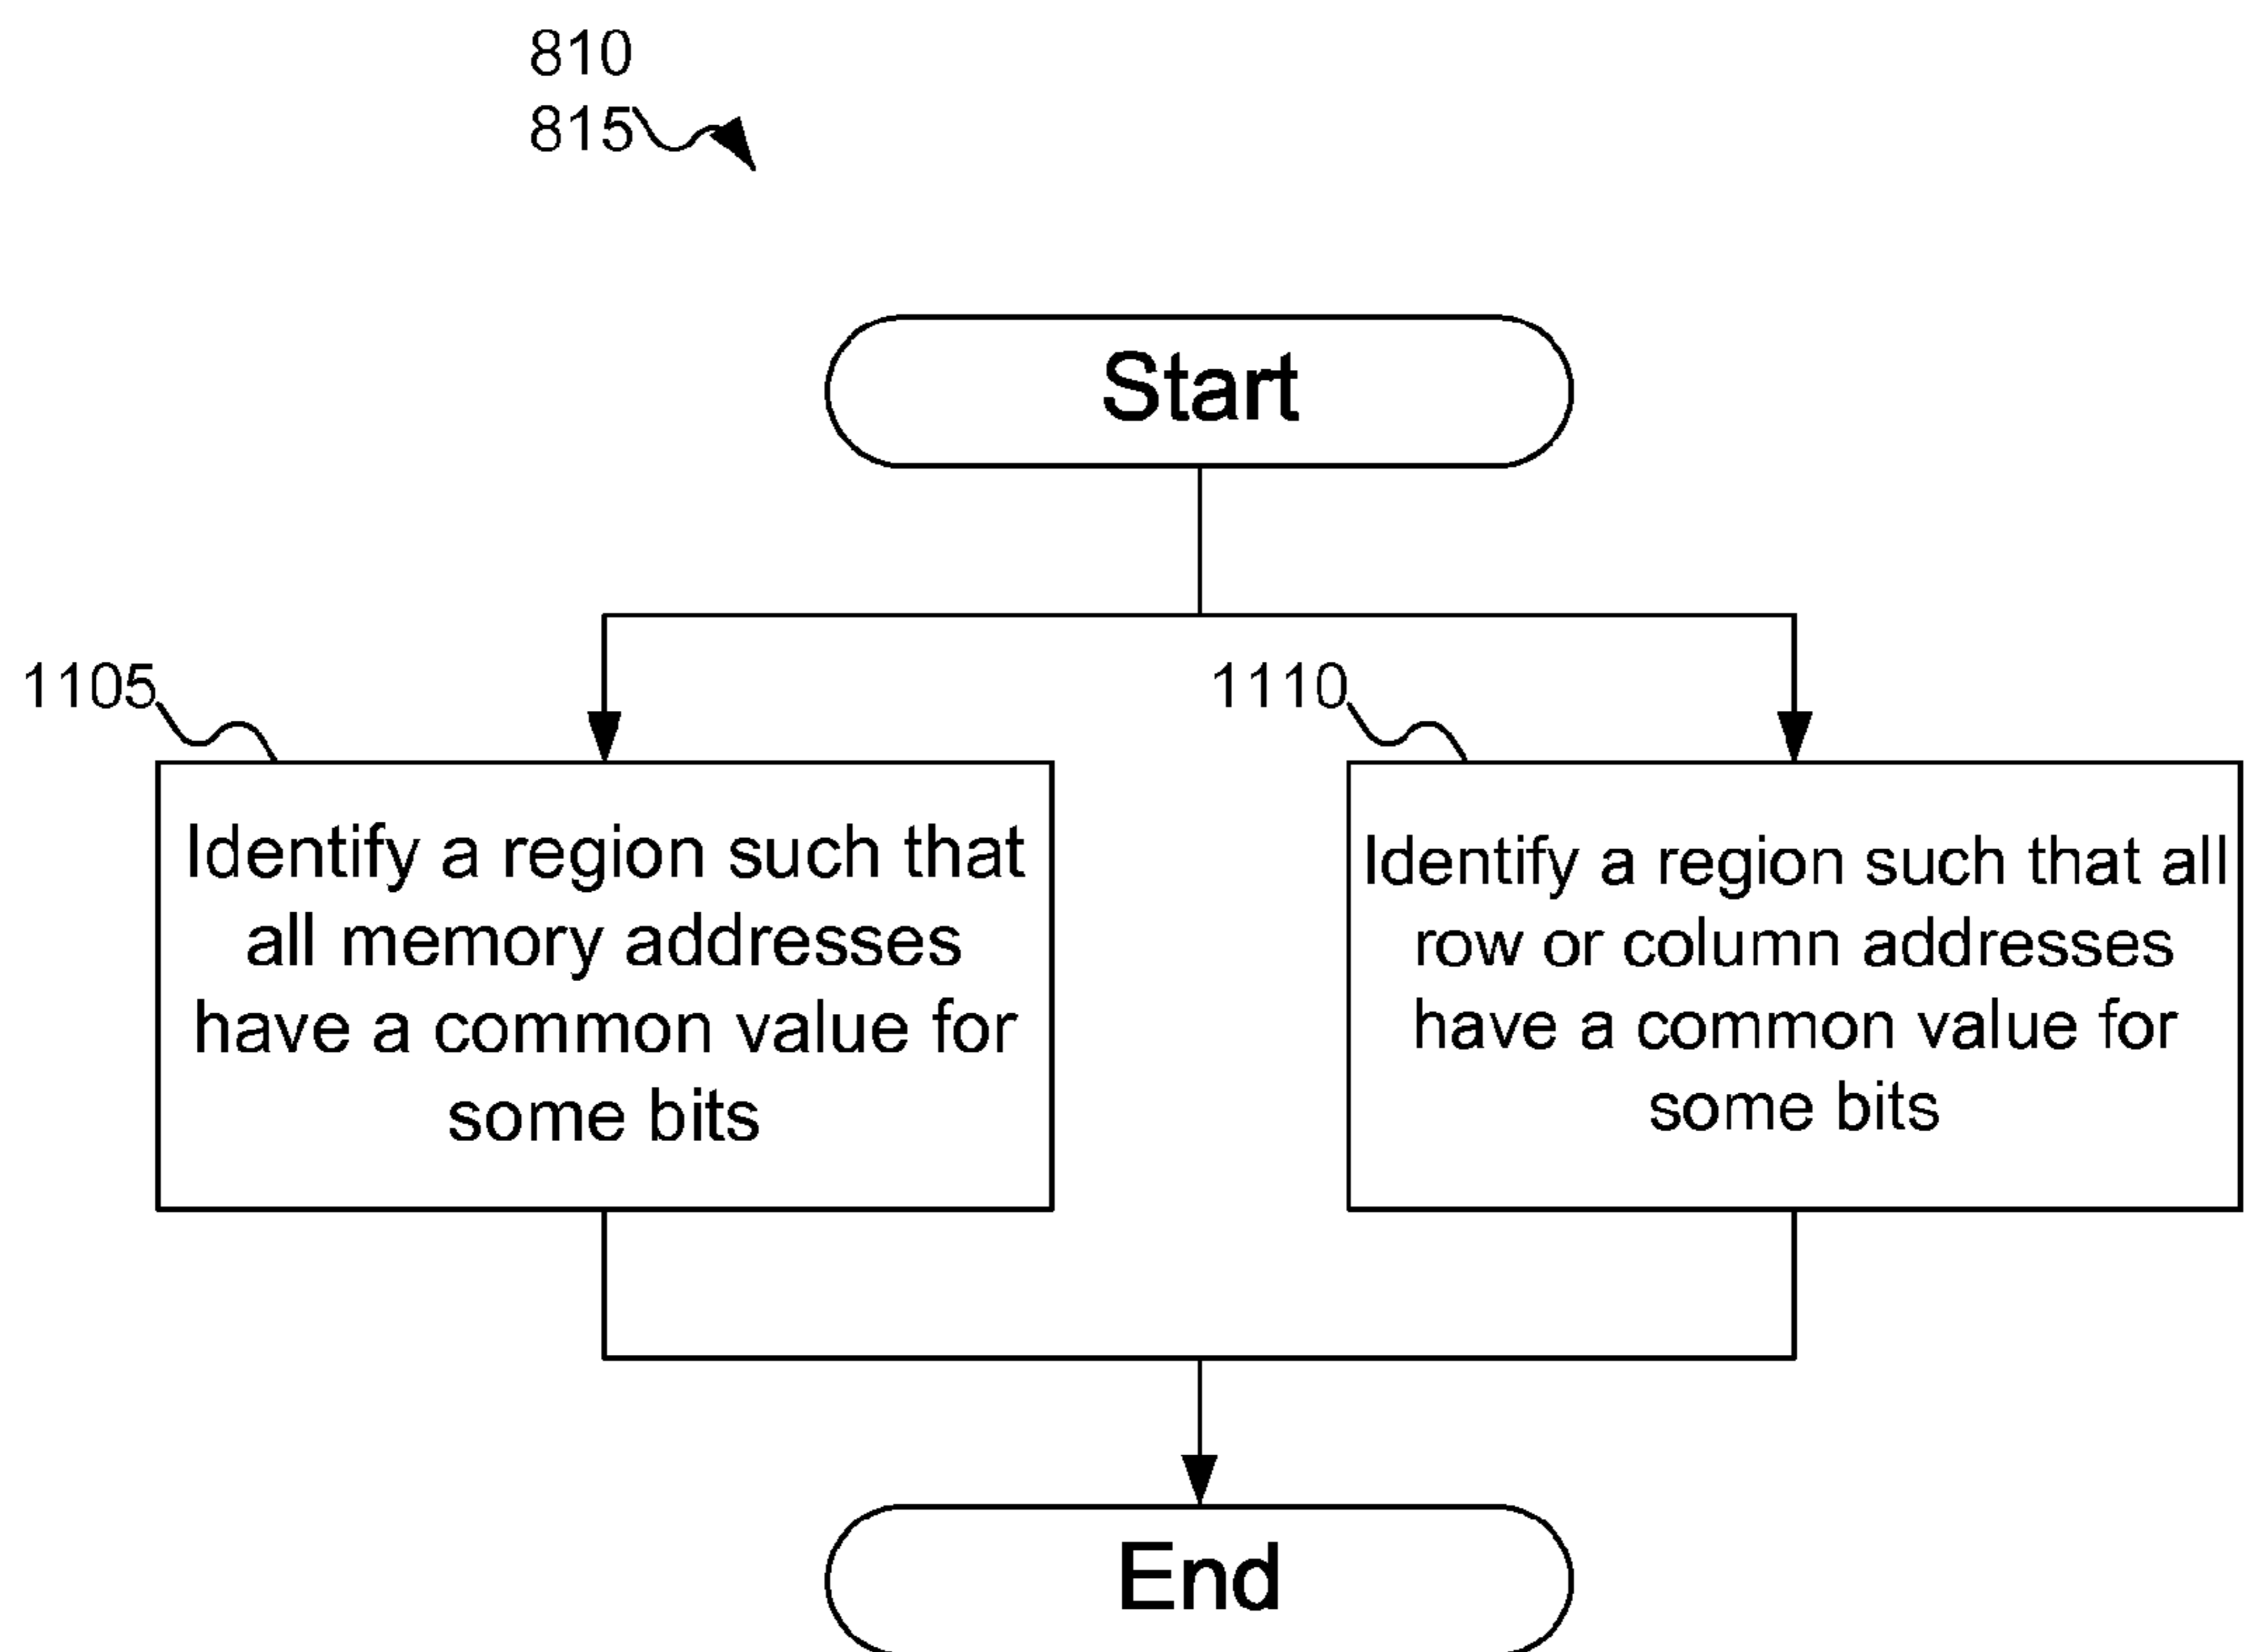 810
815
Start
1105
1110
Identify a region such that
all memory addresses
have a common value for
some bits
Identify a region such that all
row or column addresses
have a common value for
some bits
End